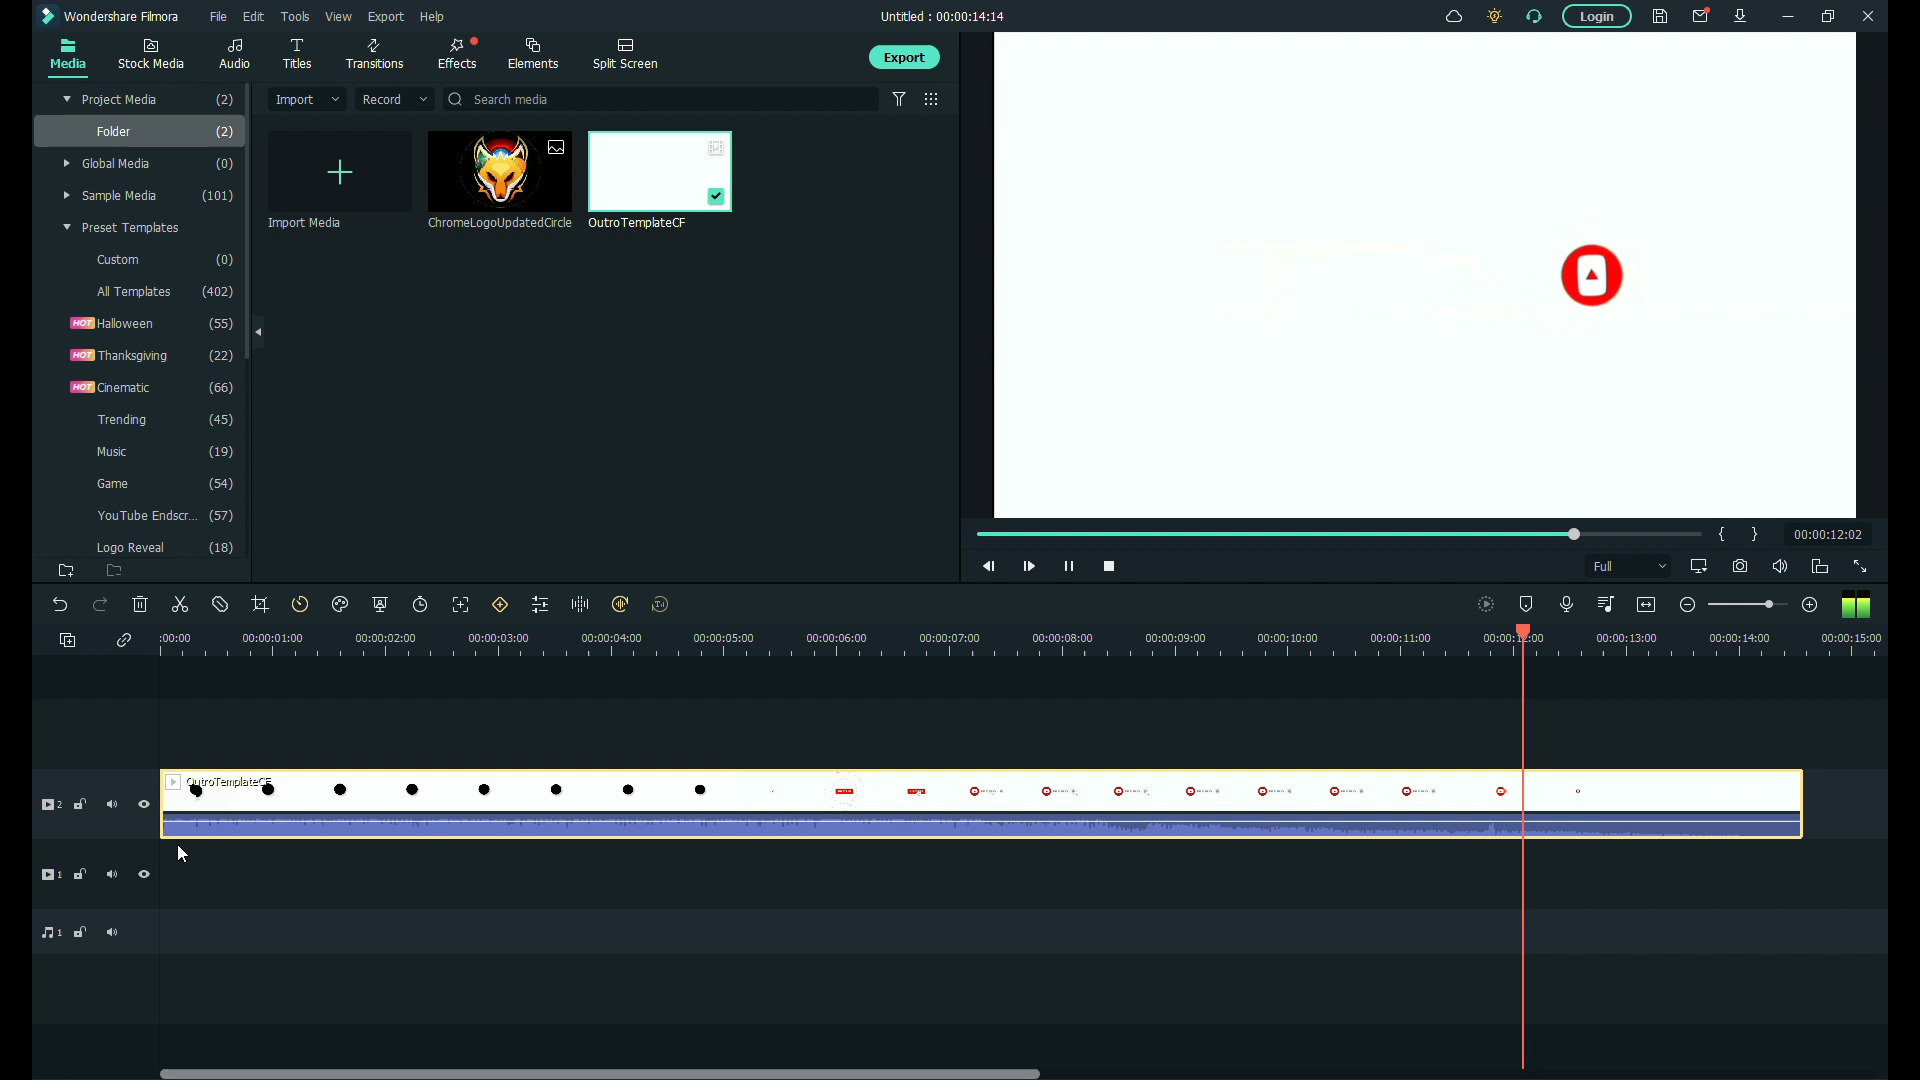 Wondershare Filmora File Edit Tools View Export Help Untitled : 00:00:14:14 Login
Media Stock Media Audio Titles Transitions Effects Elements Split Screen Export
Project Media (2)
Folder (2)
Global Media (0)
Sample Media (101)
Preset Templates
Custom (0)
All Templates (402)
HOT Halloween (55)
HOT Thanksgiving (22)
HOT Cinematic (66)
Trending (45)
Music (19)
Game (54)
YouTube Endscr... (57)
Logo Reveal (18)
Import Record Search media
Import Media ChromeLogoUpdatedCircle OutroTemplateCF
00:00:12:02
Full
:00:00 00:00:01:00 00:00:02:00 00:00:03:00 00:00:04:00 00:00:05:00 00:00:06:00 00:00:07:00 00:00:08:00 00:00:09:00 00:00:10:00 00:00:11:00 00:00:12:00 00:00:13:00 00:00:14:00 00:00:15:00
OutroTemplateCF
2
1
1